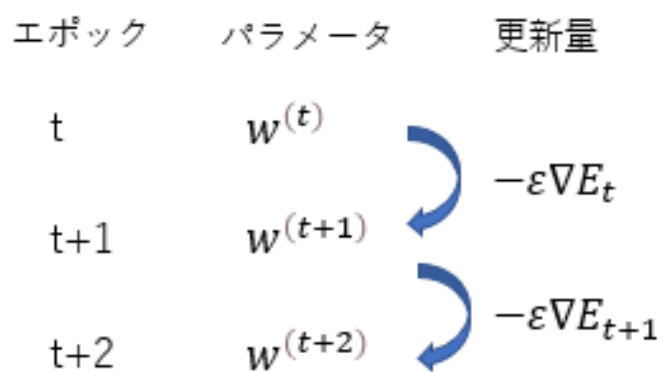 エポック パラメータ 更新量
t w^(t)
−ε∇E_t
t+1 w^(t+1)
−ε∇E_{t+1}
t+2 w^(t+2)